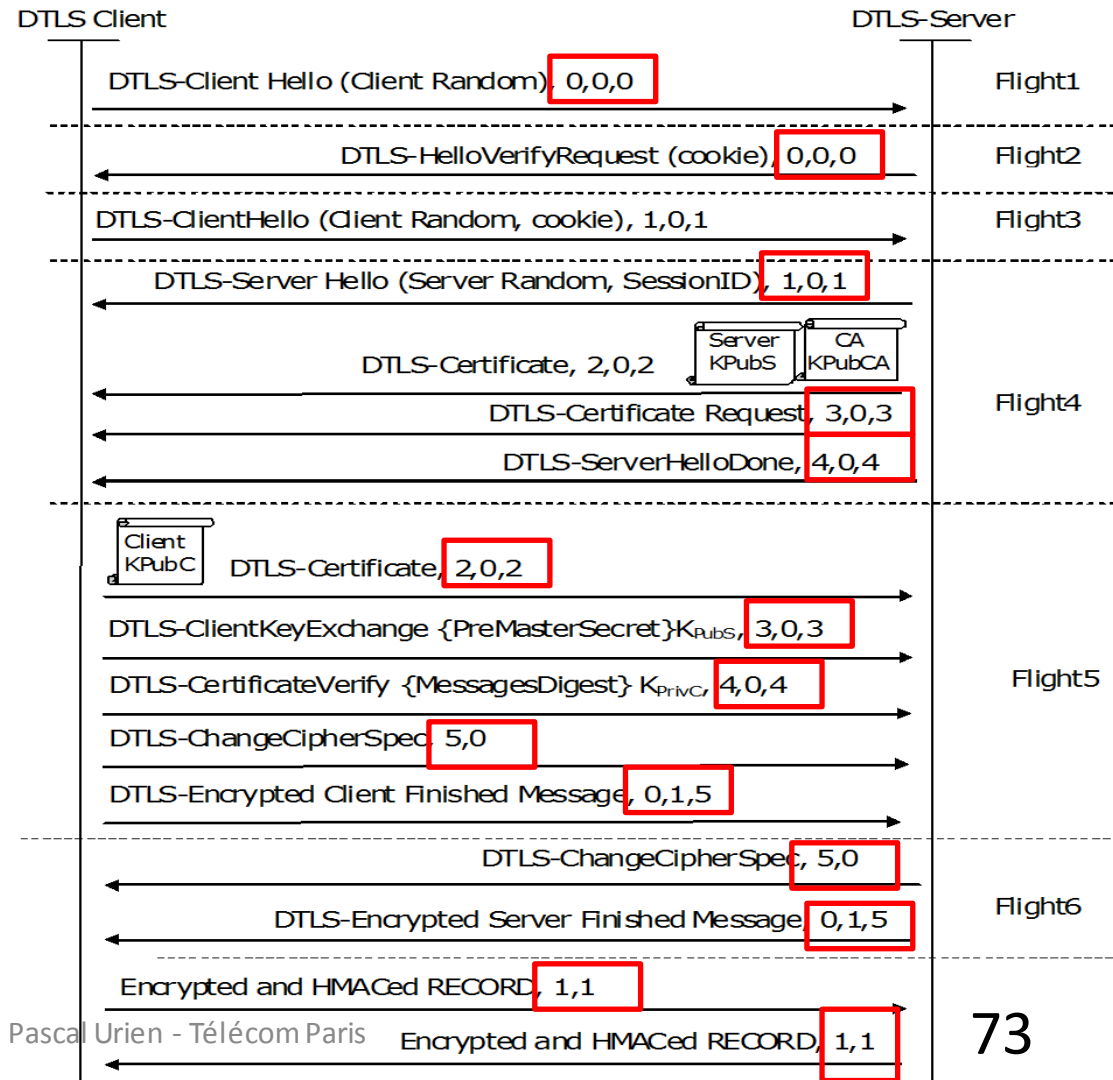 DTLS Client
DTLS-Server
DTLS-Client Hello (Client Random), 0,0,0
Flight1
DTLS-HelloVerifyRequest (cookie), 0,0,0
Flight2
DTLS-ClientHello (Client Random, cookie), 1,0,1
Flight3
DTLS-Server Hello (Server Random, SessionID), 1,0,1
Server
KPubS
CA
KPubCA
DTLS-Certificate, 2,0,2
DTLS-Certificate Request, 3,0,3
Flight4
DTLS-ServerHelloDone, 4,0,4
Client
KPubC
DTLS-Certificate, 2,0,2
DTLS-ClientKeyExchange {PreMasterSecret}KPubS, 3,0,3
DTLS-CertificateVerify {MessagesDigest} KPrivC, 4,0,4
Flight5
DTLS-ChangeCipherSpec, 5,0
DTLS-Encrypted Client Finished Message, 0,1,5
DTLS-ChangeCipherSpec, 5,0
DTLS-Encrypted Server Finished Message, 0,1,5
Flight6
Encrypted and HMACed RECORD, 1,1
Pascal Urien - Télécom Paris
Encrypted and HMACed RECORD, 1,1
73